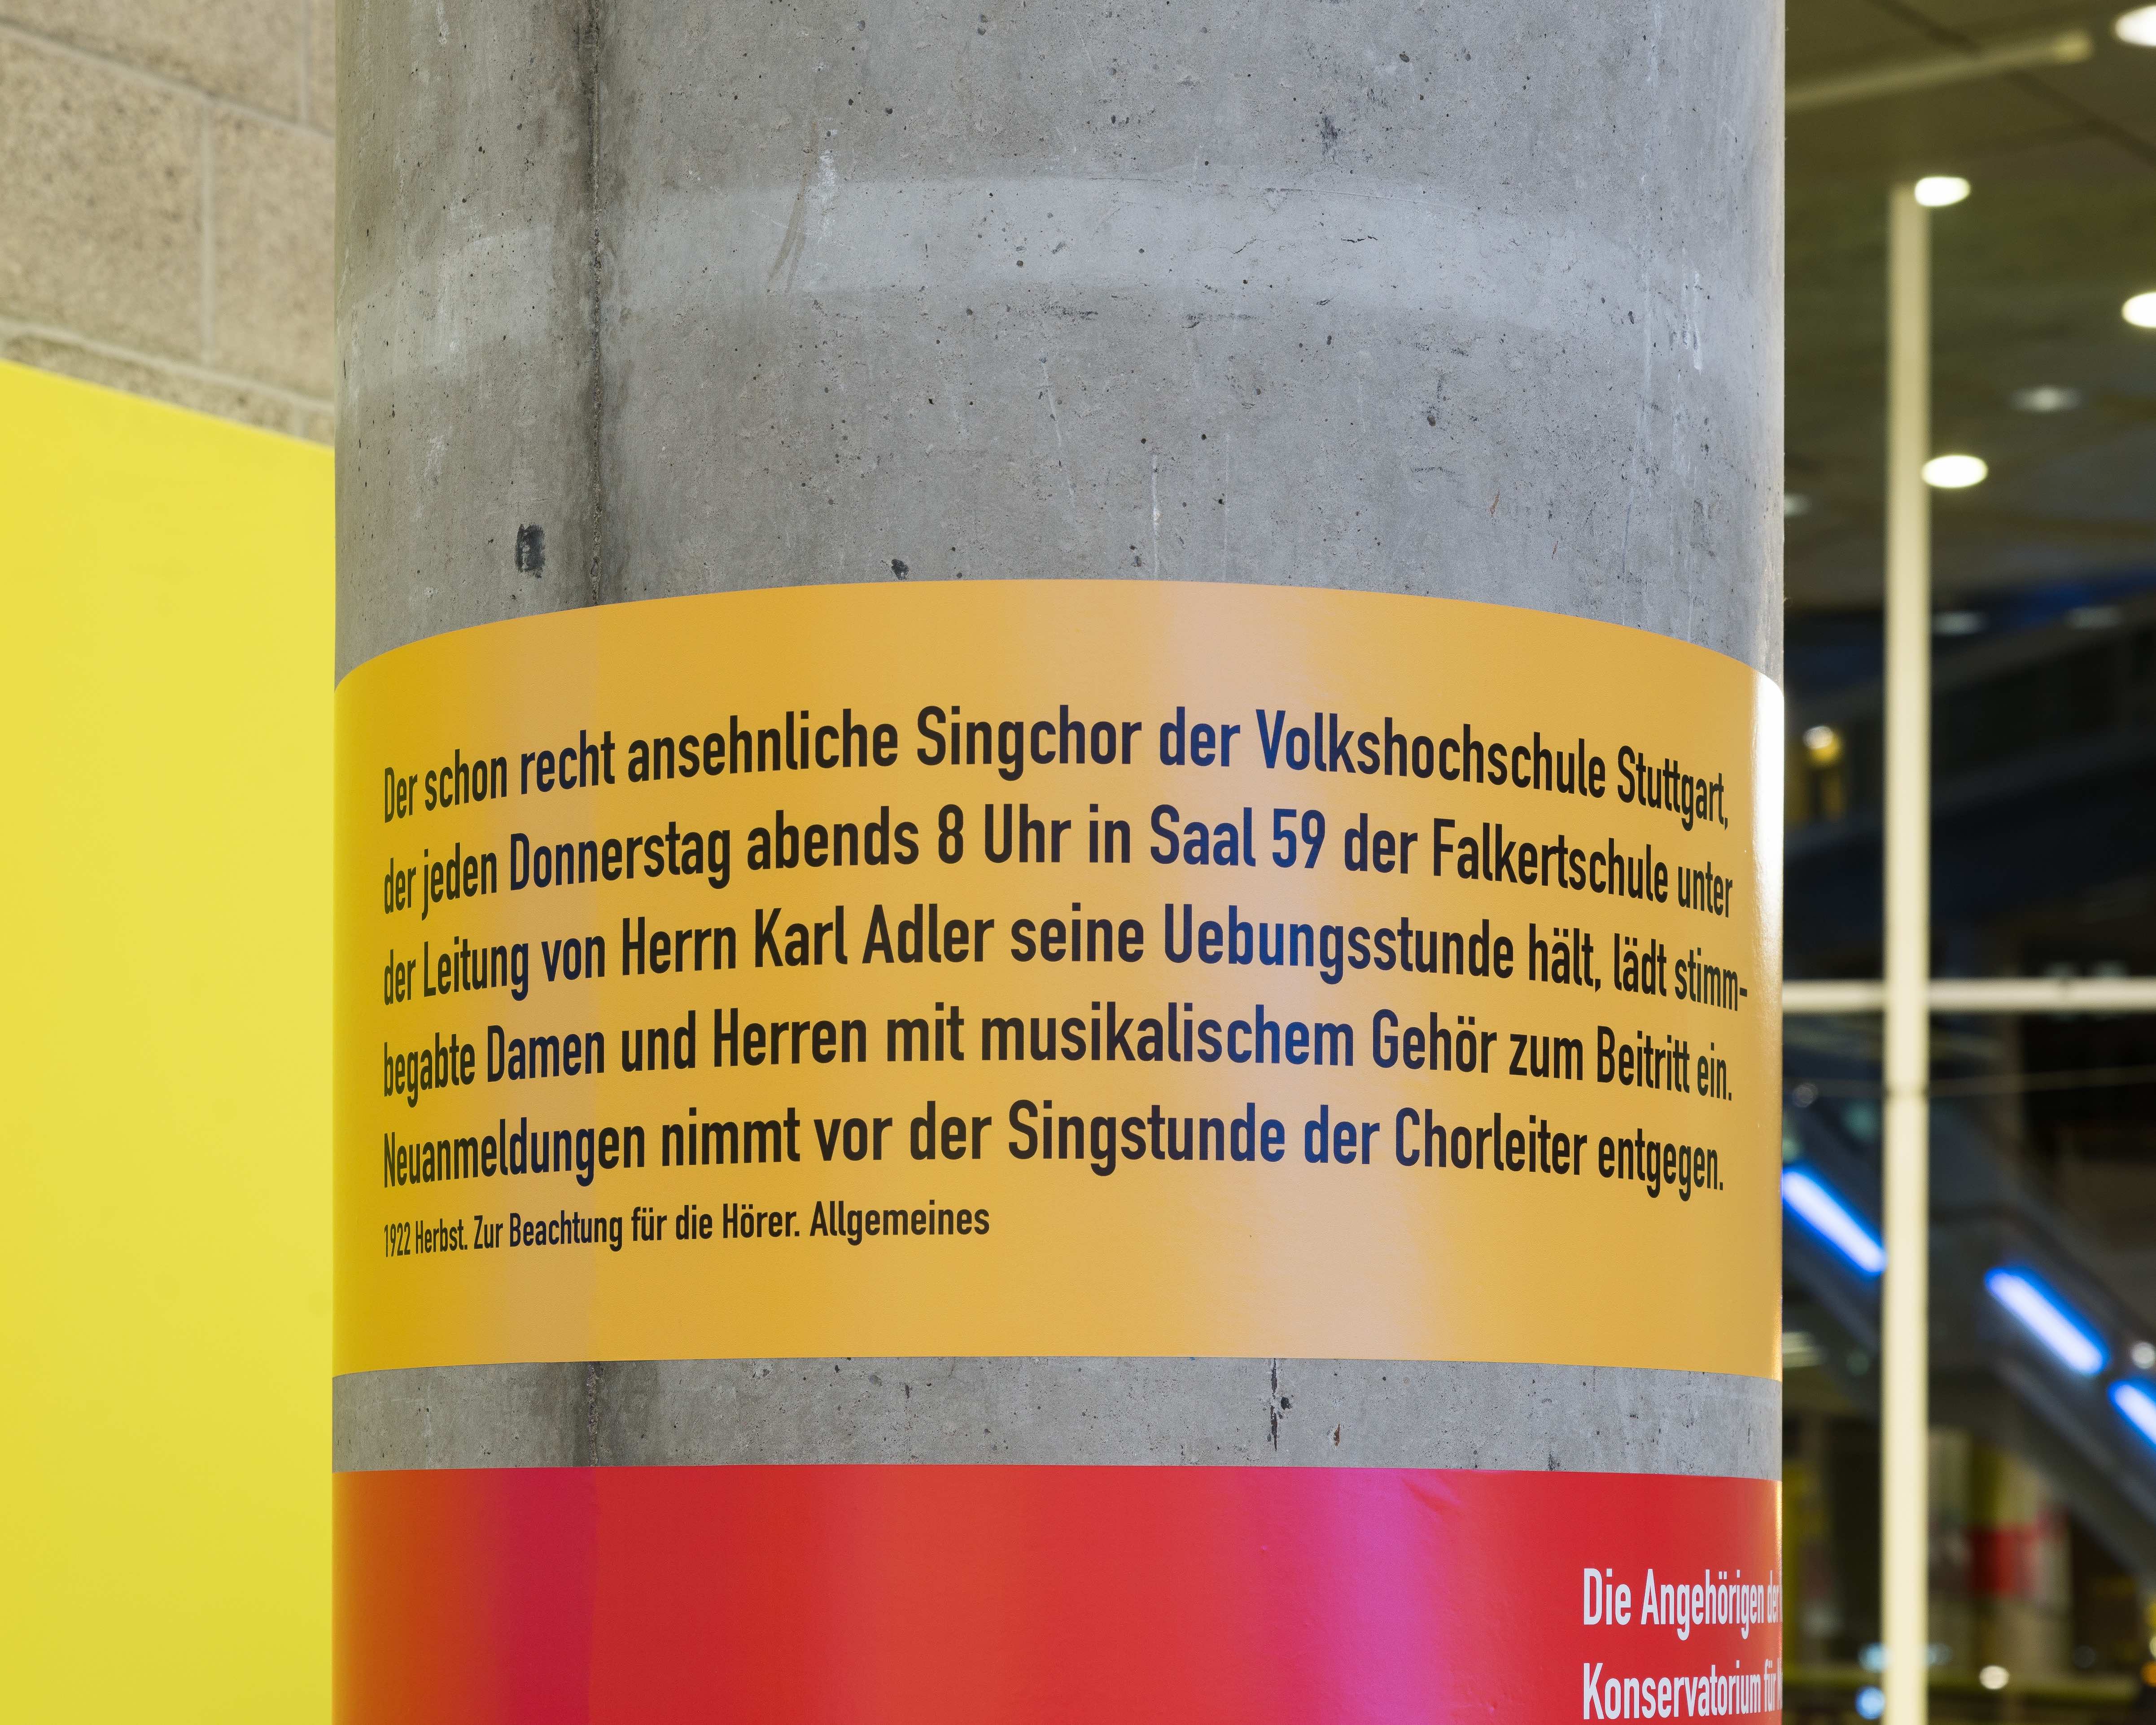 Der schon recht ansehnliche Singchor der Volkshochschule Stuttgart,
der jeden Donnerstag abends 8 Uhr in Saal 59 der Falkertschule unter
der Leitung von Herrn Karl Adler seine Uebungsstunde hält, lädt stimm-
begabte Damen und Herren mit musikalischem Gehör zum Beitritt ein.
Neuanmeldungen nimmt vor der Singstunde der Chorleiter entgegen.
1922 Herbst. Zur Beachtung für die Hörer. Allgemeines
Die Angehörigen der
Konservatorium für